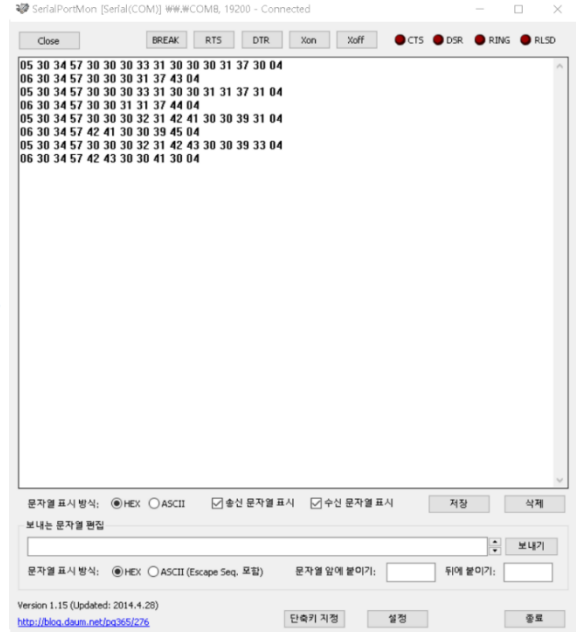 SerialPortMon [Serial(COM)] ₩₩.₩COM8, 19200 - Connected
Close BREAK RTS DTR Xon Xoff CTS DSR RING RLSD
05 30 34 57 30 30 30 33 31 30 30 30 31 37 30 04
06 30 34 57 30 30 30 31 37 43 04
05 30 34 57 30 30 30 33 31 30 30 31 31 37 31 04
06 30 34 57 30 30 31 31 37 44 04
05 30 34 57 30 30 30 32 31 42 41 30 30 39 31 04
06 30 34 57 42 41 30 30 39 45 04
05 30 34 57 30 30 30 32 31 42 43 30 30 39 33 04
06 30 34 57 42 43 30 30 41 30 04
문자열 표시 방식: HEX ASCII 송신 문자열 표시 수신 문자열 표시 저장 삭제
보내는 문자열 편집
보내기
문자열 표시 방식: HEX ASCII (Escape Seq. 포함) 문자열 앞에 붙이기: 뒤에 붙이기:
Version 1.15 (Updated: 2014.4.28)
http://blog.daum.net/pg365/276 단축키 지정 설정 종료